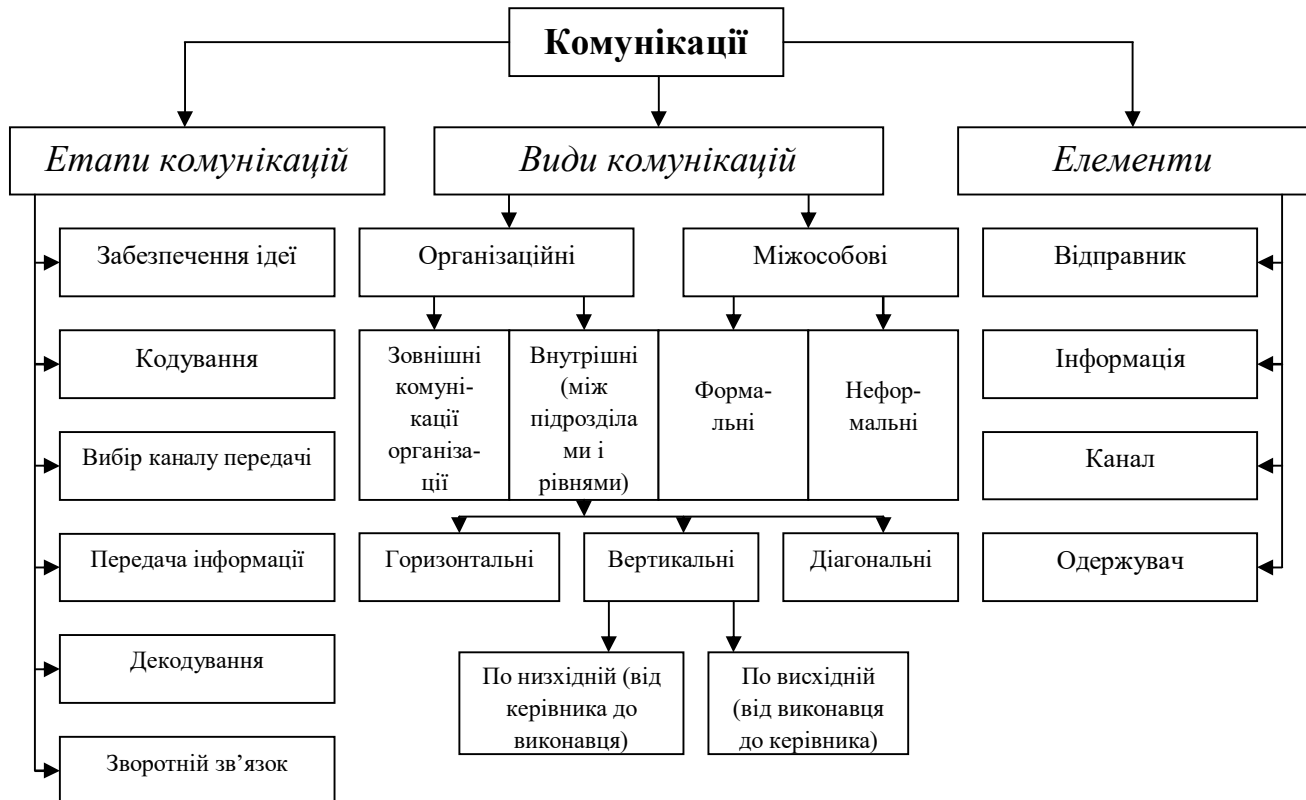 Комунікації
Етапи комунікацій
Види комунікацій
Елементи
Забезпечення ідеї
Організаційні
Міжособові
Відправник
Кодування
Зовнішні
комуні-
кації
організа-
ції
Внутрішні
(між
підрозділа
ми і
рівнями)
Форма-
льні
Нефор-
мальні
Інформація
Вибір каналу передачі
Канал
Передача інформації
Горизонтальні
Вертикальні
Діагональні
Одержувач
Декодування
По низхідній (від
керівника до
виконавця)
По висхідній
(від виконавця
до керівника)
Зворотній зв’язок